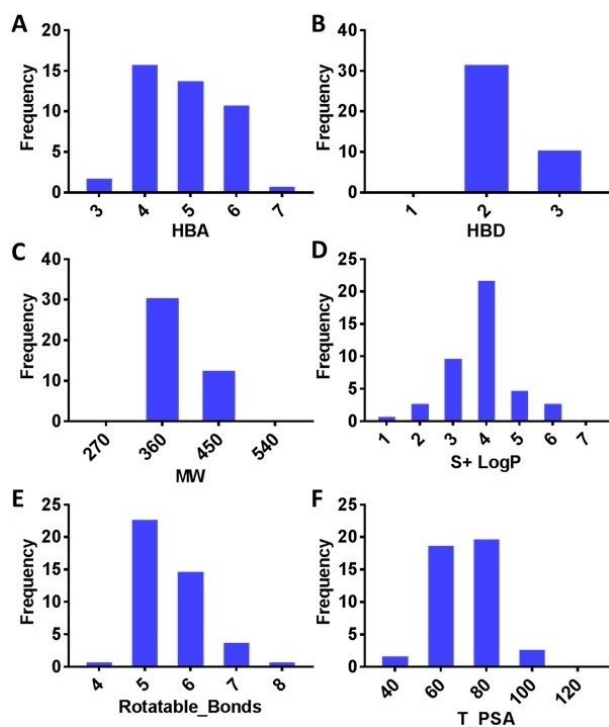 A
Frequency
20
15
10
5
0
3 4 5 6 7
HBA
B
Frequency
40
30
20
10
0
1 2 3
HBD
C
Frequency
40
30
20
10
0
270 360 450 540
MW
D
Frequency
25
20
15
10
5
0
1 2 3 4 5 6 7
S+ LogP
E
Frequency
25
20
15
10
5
0
4 5 6 7 8
Rotatable_Bonds
F
Frequency
25
20
15
10
5
0
40 60 80 100 120
T_PSA